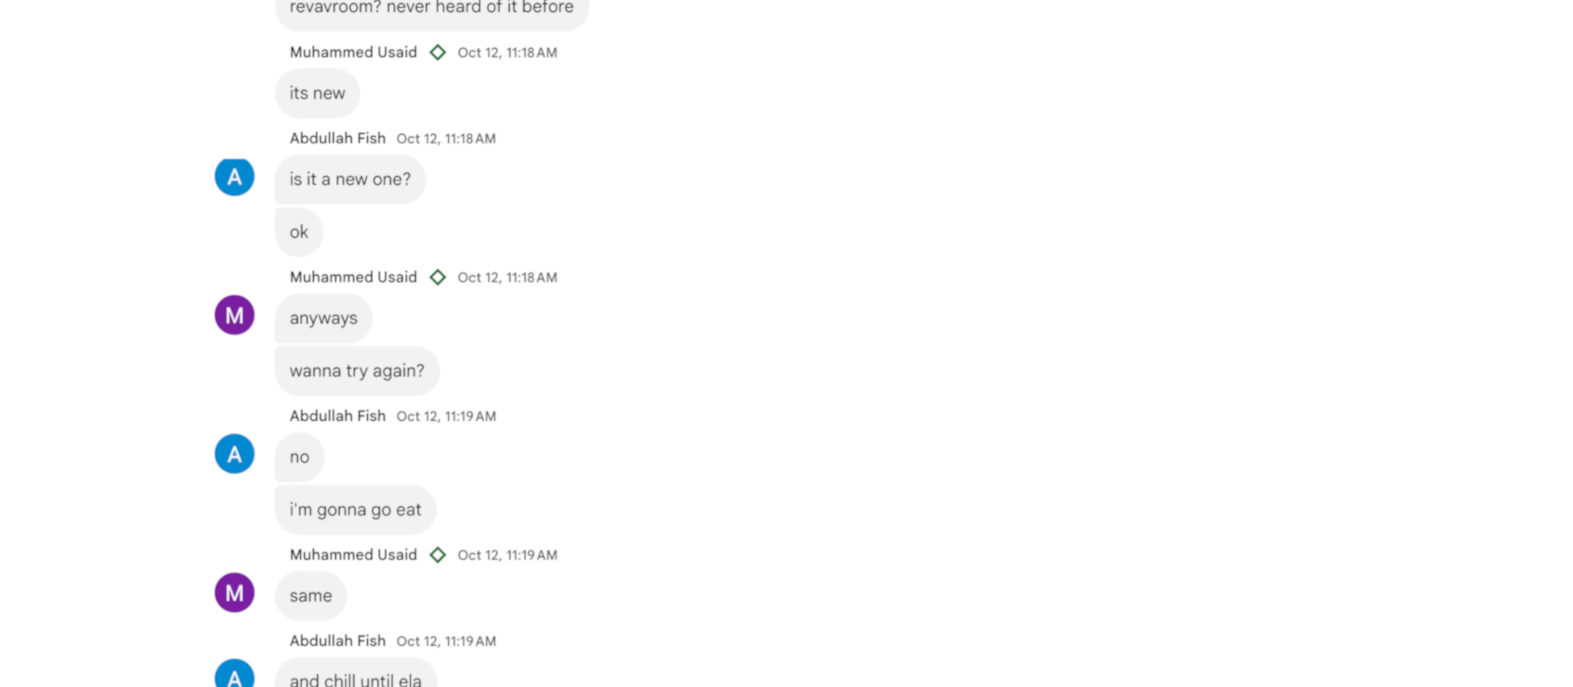 revavroom? never heard of it before
Muhammed Usaid Oct 12, 11:18 AM
its new
Abdullah Fish Oct 12, 11:18 AM
A
is it a new one?
ok
Muhammed Usaid Oct 12, 11:18 AM
M
anyways
wanna try again?
Abdullah Fish Oct 12, 11:19 AM
A
no
i'm gonna go eat
Muhammed Usaid Oct 12, 11:19 AM
M
same
Abdullah Fish Oct 12, 11:19 AM
A
and chill until ela